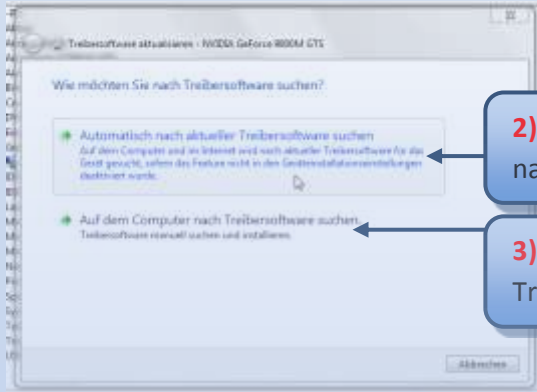 Treibersoftware aktualisieren - NVIDIA GeForce 9800M GTS
Wie möchten Sie nach Treibersoftware suchen?
Automatisch nach aktueller Treibersoftware suchen
Auf dem Computer und im Internet wird nach aktueller Treibersoftware für das
Gerät gesucht, sofern das Feature nicht in den Geräteinstallationseinstellungen
deaktiviert wurde.
2)
na
Auf dem Computer nach Treibersoftware suchen.
Treibersoftware manuell suchen und installieren.
3)
Tr
Abbrechen